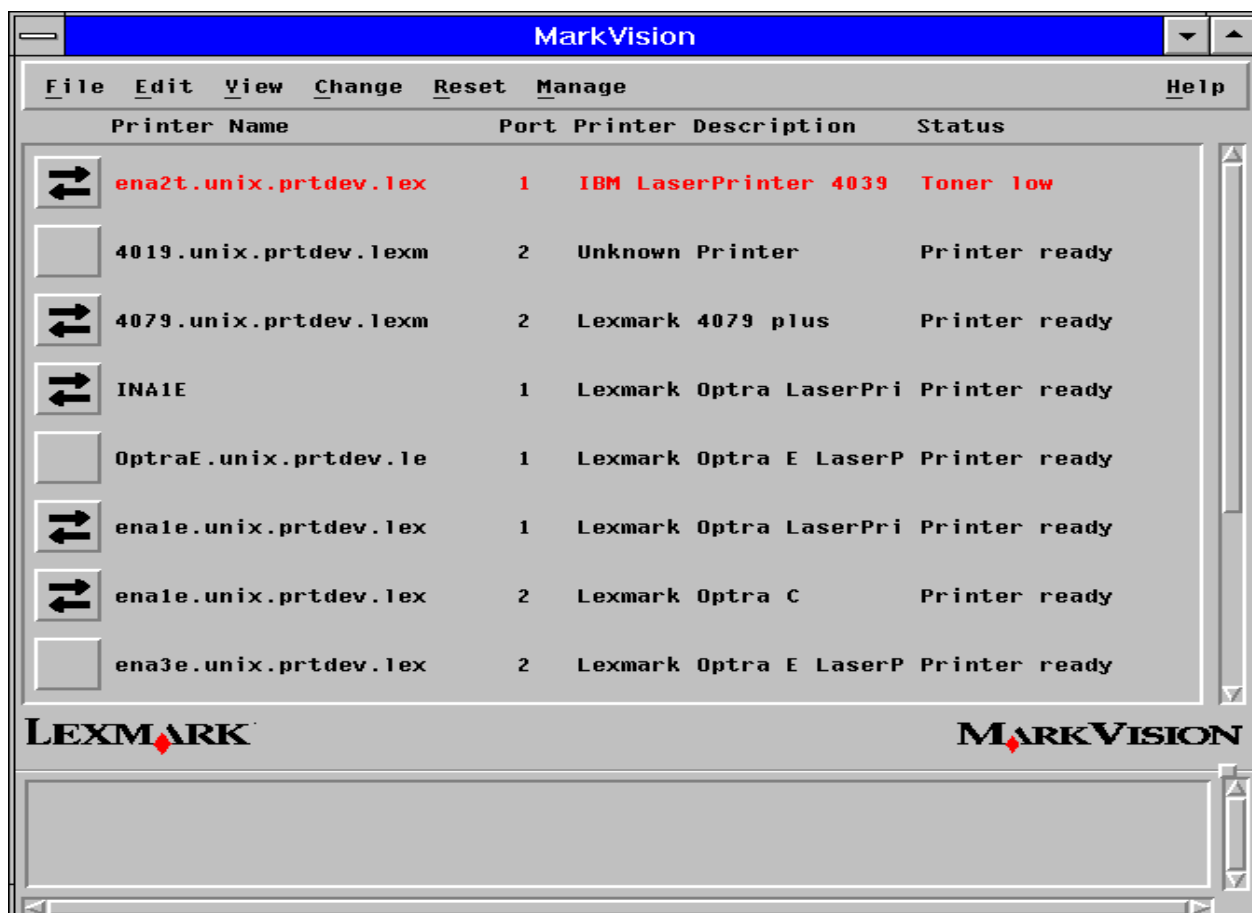 MarkVision
File Edit View Change Reset Manage Help
Printer Name Port Printer Description Status
ena2t.unix.prtdev.lex 1 IBM LaserPrinter 4039 Toner low
4019.unix.prtdev.lexm 2 Unknown Printer Printer ready
4079.unix.prtdev.lexm 2 Lexmark 4079 plus Printer ready
INA1E 1 Lexmark Optra LaserPri Printer ready
OptraE.unix.prtdev.le 1 Lexmark Optra E LaserP Printer ready
ena1e.unix.prtdev.lex 1 Lexmark Optra LaserPri Printer ready
ena1e.unix.prtdev.lex 2 Lexmark Optra C Printer ready
ena3e.unix.prtdev.lex 2 Lexmark Optra E LaserP Printer ready
LEXMARK MARKVISION